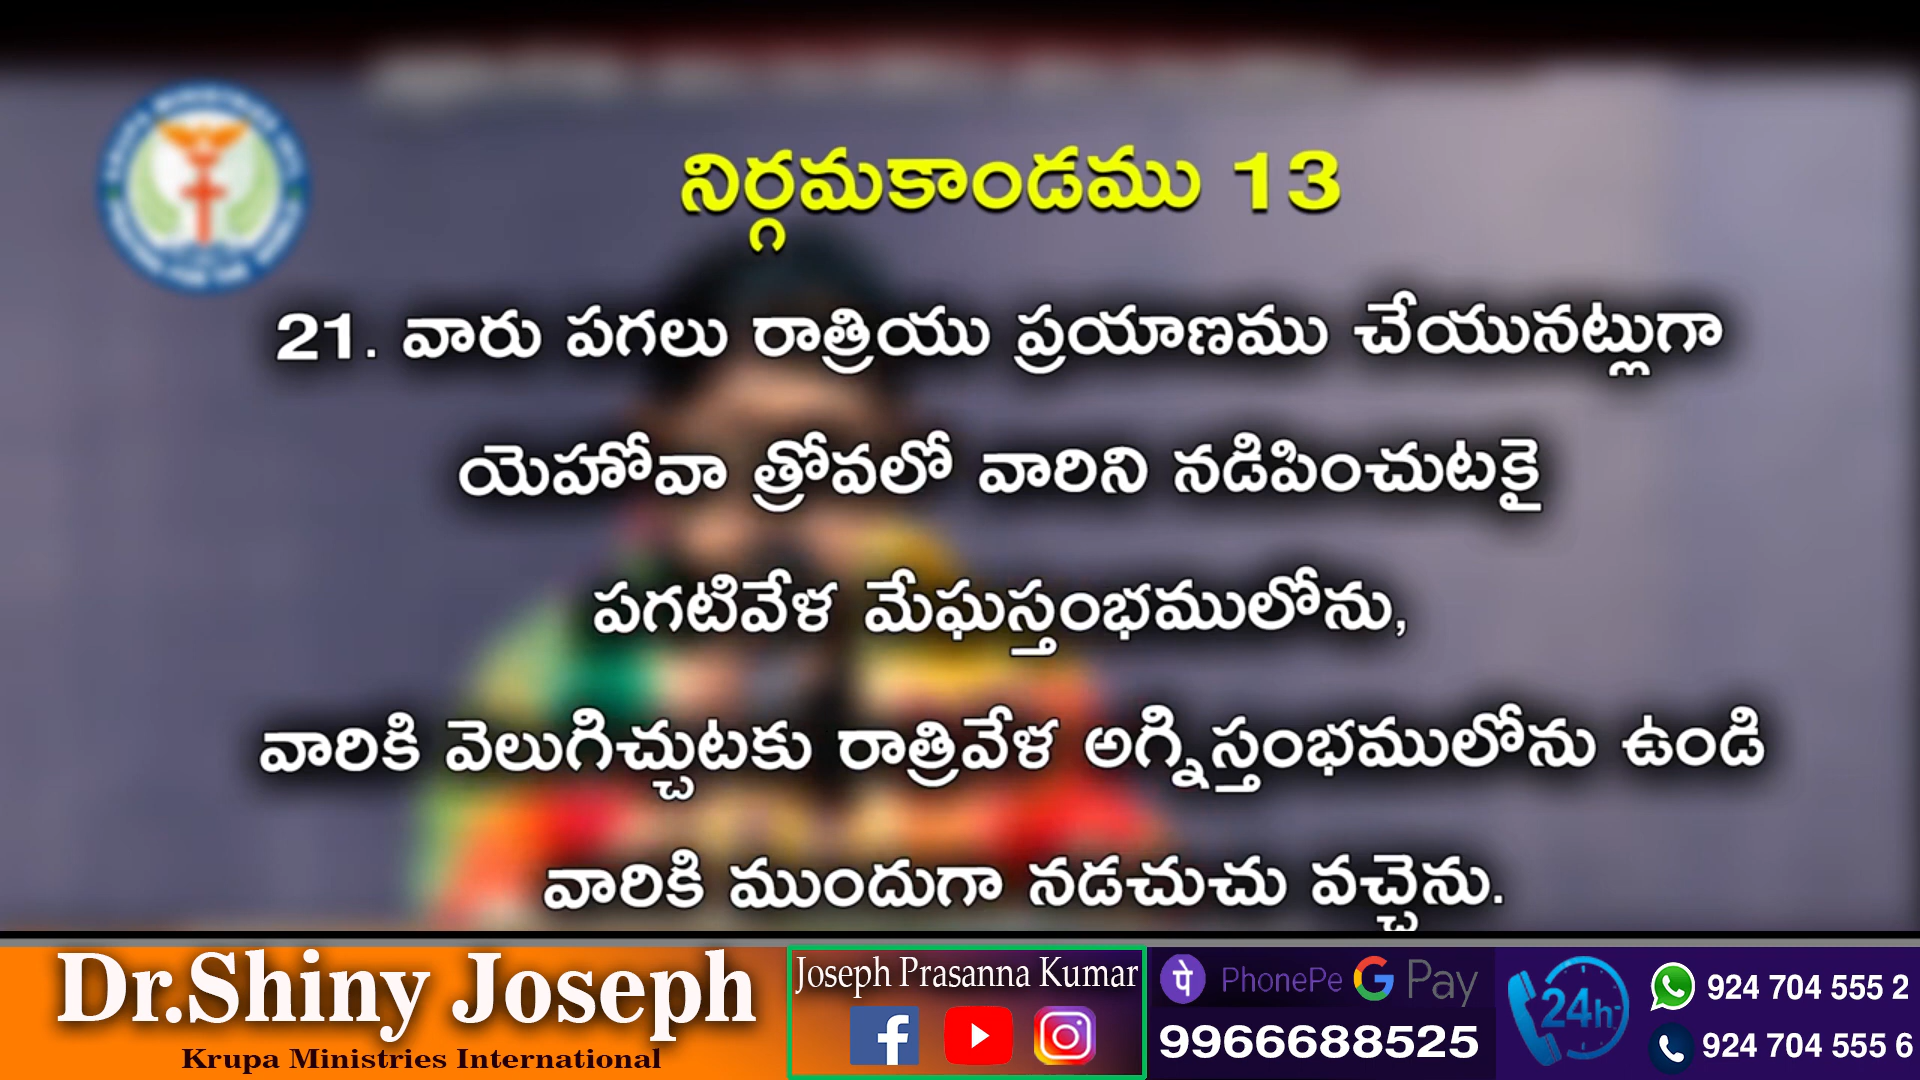 నిర్గమకాండము 13
21. వారు పగలు రాత్రియు ప్రయాణము చేయునట్లుగా
యెహోవా త్రోవలో వారిని నడిపించుటకై
పగటివేళ మేఘస్తంభములోను,
వారికి వెలుగిచ్చుటకు రాత్రివేళ అగ్నిస్తంభములోను ఉండి
వారికి ముందుగా నడచుచు వచ్చెను.
Dr.Shiny Joseph
Krupa Ministries International
Joseph Prasanna Kumar
PhonePe G Pay
9966688525
24h
924 704 555 2
924 704 555 6